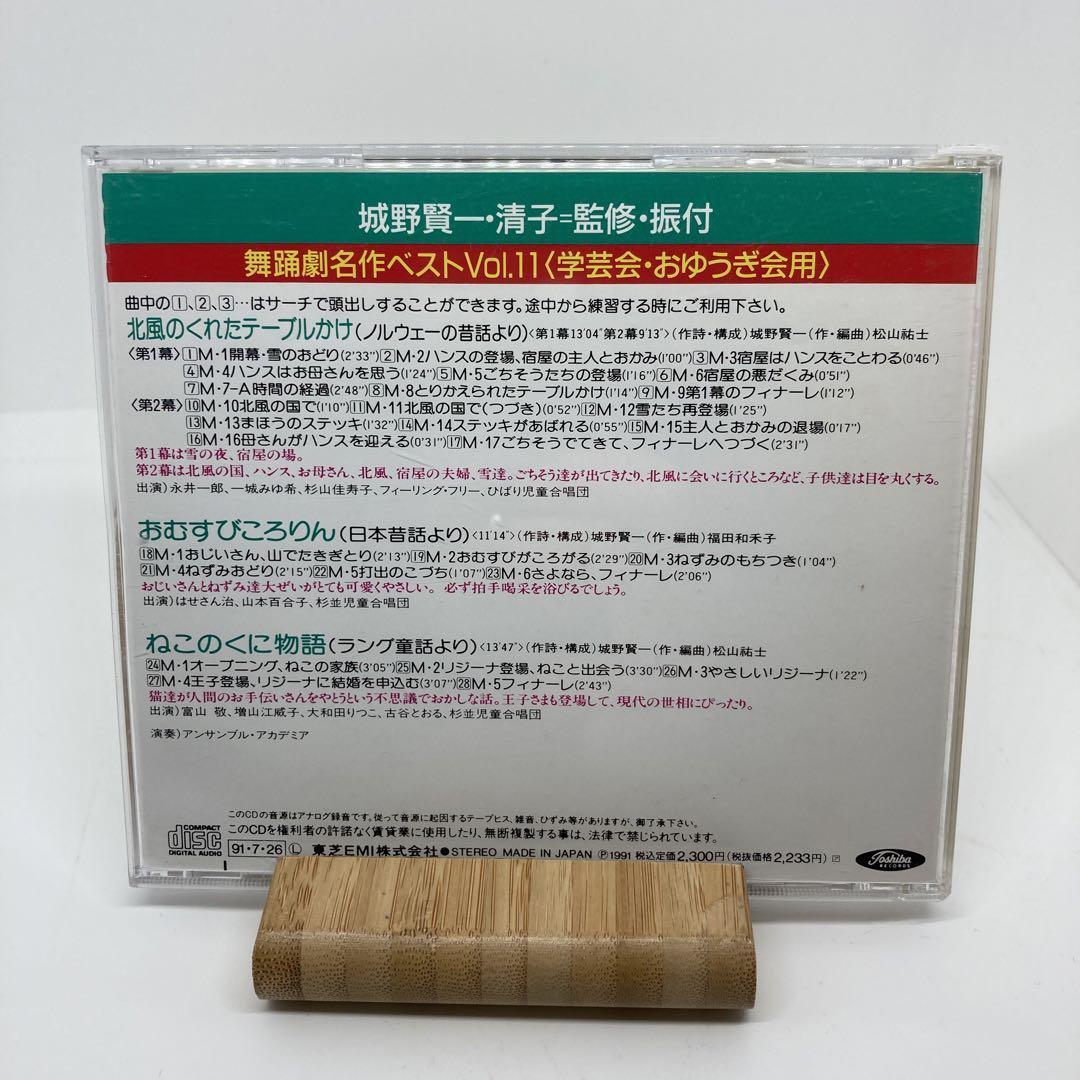 城野賢一・清子=監修・振付
舞踊劇名作ベストVol.11〈学芸会・おゆうぎ会用〉
曲中の1、2、3…はサーチで頭出しすることができます。途中から練習する時にご利用下さい。
北風のくれたテーブルかけ(ノルウェーの昔話より)<第1幕13'04" 第2幕9'13">(作詩・構成)城野賢一(作・編曲)松山祐士
〈第1幕〉1M・1開幕・雪のおどり(2'33")2M・2ハンスの登場、宿屋の主人とおかみ(1'00")3M・3宿屋はハンスをことわる(0'46")
4M・4ハンスはお母さんを思う(1'24")5M・5ごちそうたちの登場(1'16")6M・6宿屋の悪だくみ(0'51")
7M・7-A時間の経過(2'48")8M・8とりかえられたテーブルかけ(1'14")9M・9第1幕のフィナーレ(1'12")
〈第2幕〉10M・10北風の国で(1'10")11M・11北風の国で(つづき)(0'52")12M・12雪たち再登場(1'25")
13M・13まほうのステッキ(1'32")14M・14ステッキがあばれる(0'55")15M・15主人とおかみの退場(0'17")
16M・16母さんがハンスを迎える(0'31")17M・17ごちそうでてきて、フィナーレへつづく(2'31")
第1幕は雪の夜、宿屋の場。
第2幕は北風の国、ハンス、お母さん、北風、宿屋の夫婦、雪達。ごちそう達が出てきたり、北風に会いに行くところなど、子供達は目を丸くする。
出演)永井一郎、一城みゆ希、杉山佳寿子、フィーリング・フリー、ひばり児童合唱団
おむすびころりん(日本昔話より)<11'14">(作詩・構成)城野賢一(作・編曲)福田和禾子
18M・1おじいさん、山でたきぎとり(2'13")19M・2おむすびがころがる(2'29")20M・3ねずみのもちつき(1'04")
21M・4ねずみおどり(2'15")22M・5打出のこづち(1'07")23M・6さよなら、フィナーレ(2'06")
おじいさんとねずみ達大ぜいがとても可愛くやさしい。必ず拍手喝采を浴びるでしょう。
出演)はせさん治、山本百合子、杉並児童合唱団
ねこのくに物語(ラング童話より)<13'47">(作詩・構成)城野賢一(作・編曲)松山祐士
24M・1オープニング、ねこの家族(3'05")25M・2リジーナ登場、ねこと出会う(3'30")26M・3やさしいリジーナ(1'22")
27M・4王子登場、リジーナに結婚を申込む(3'07")28M・5フィナーレ(2'43")
猫達が人間のお手伝いさんをやとうという不思議でおかしな話。王子さまも登場して、現代の世相にぴったり。
出演)富山 敬、増山江威子、大和田りつこ、古谷とおる、杉並児童合唱団
演奏)アンサンブル・アカデミア
このCDの音源はアナログ録音です。従って音源に起因するテープヒス、雑音、ひずみ等がありますが、御了承下さい。
このCDを権利者の許諾なく賃貸業に使用したり、無断複製する事は、法律で禁じられています。
COMPACT disc DIGITAL AUDIO
91・7・26 L 東芝EMI株式会社●STEREO MADE IN JAPAN Ⓟ1991 税込定価2,300円(税抜価格2,233円) P
Toshiba RECORDS